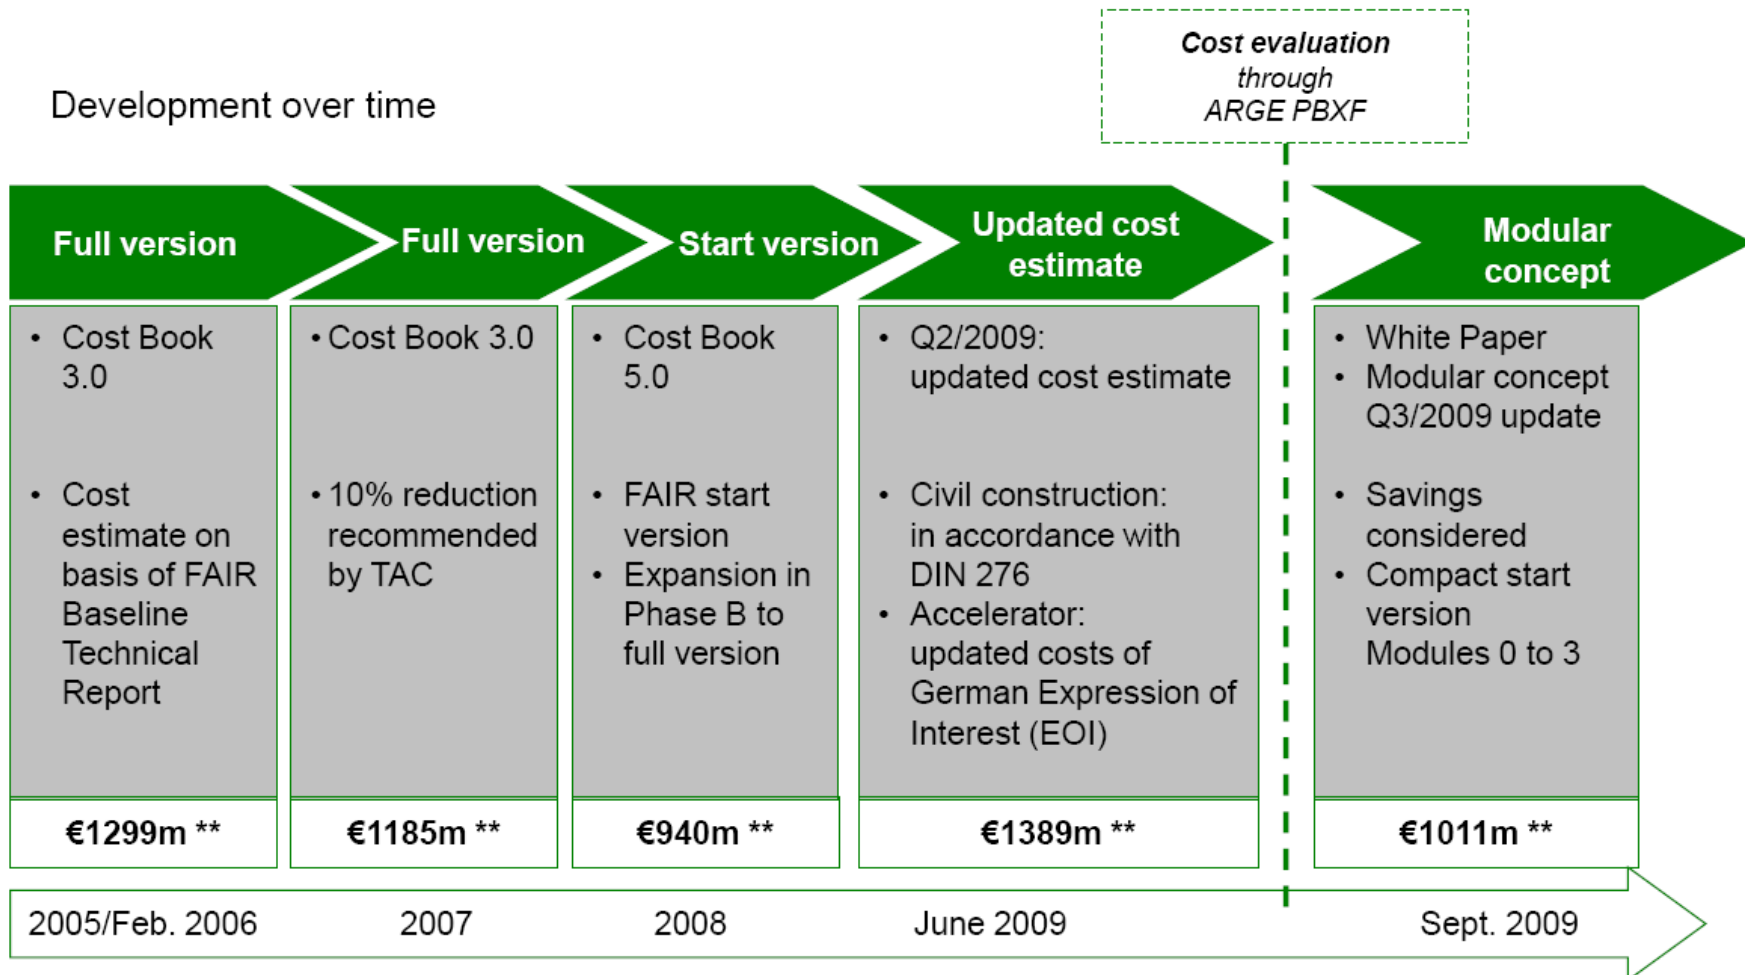 Cost evaluation
through
ARGE PBXF
Development over time
Full version
Full version
Start version
Updated cost
estimate
Modular
concept
• Cost Book
3.0
• Cost
estimate on
basis of FAIR
Baseline
Technical
Report
• Cost Book 3.0
• 10% reduction
recommended
by TAC
• Cost Book
5.0
• FAIR start
version
• Expansion in
Phase B to
full version
• Q2/2009:
updated cost estimate
• Civil construction:
in accordance with
DIN 276
• Accelerator:
updated costs of
German Expression of
Interest (EOI)
• White Paper
• Modular concept
Q3/2009 update
• Savings
considered
• Compact start
version
Modules 0 to 3
€1299m **
€1185m **
€940m **
€1389m **
€1011m **
2005/Feb. 2006
2007
2008
June 2009
Sept. 2009